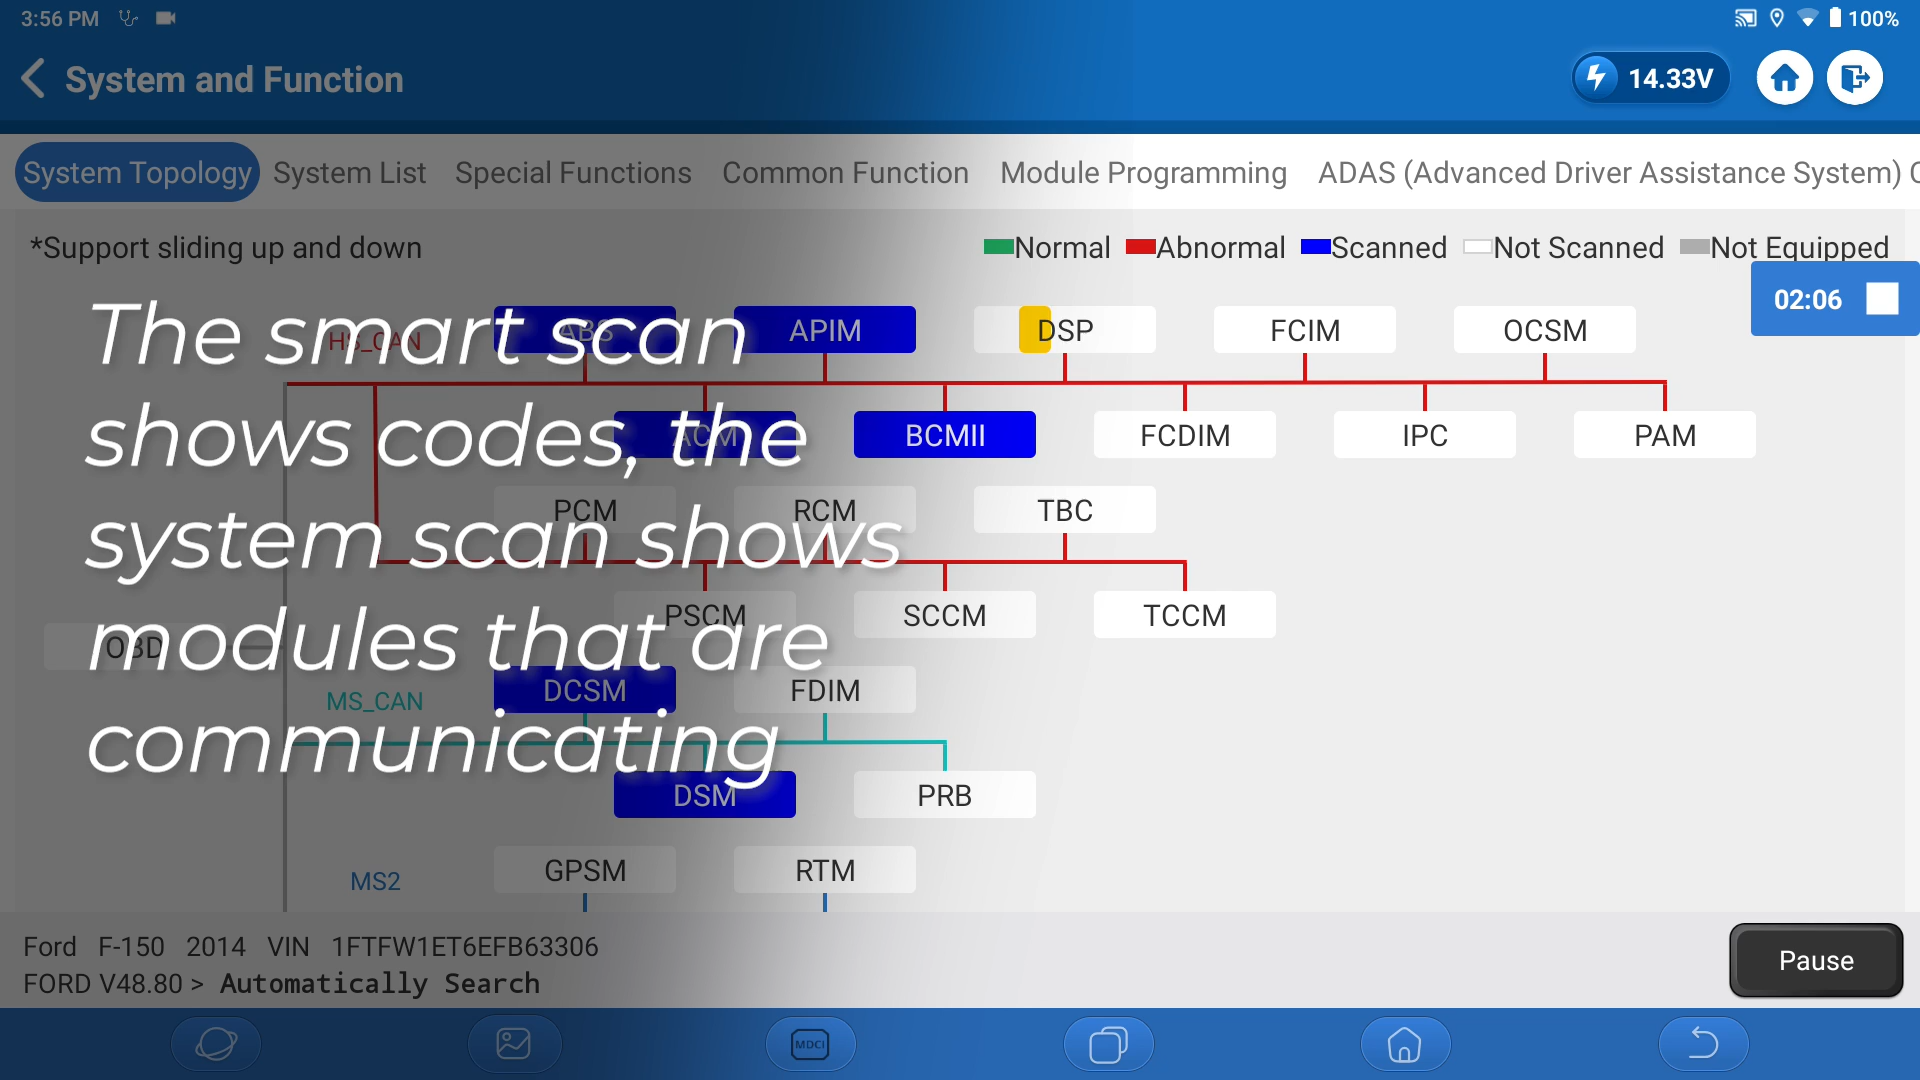 3:56 PM
100%
System and Function
14.33V
System Topology System List Special Functions Common Function Module Programming ADAS (Advanced Driver Assistance System) C
*Support sliding up and down
Normal Abnormal Scanned Not Scanned Not Equipped
02:06
The smart scan
shows codes, the
system scan shows
modules that are
communicating
HS_CAN
ABS APIM DSP FCIM OCSM
ACM BCMII FCDIM IPC PAM
PCM RCM TBC
PSCM SCCM TCCM
OBD
MS_CAN
DCSM FDIM
DSM PRB
MS2
GPSM RTM
Ford F-150 2014 VIN 1FTFW1ET6EFB63306
FORD V48.80 > Automatically Search
Pause
MDCI